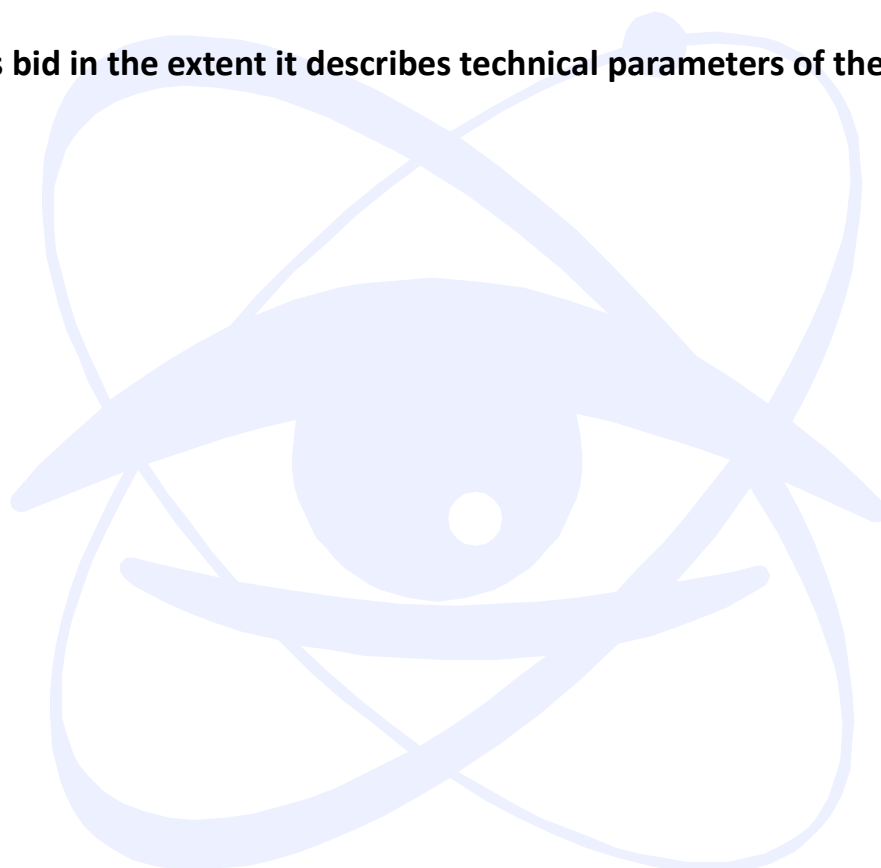 s bid in the extent it describes technical parameters of the